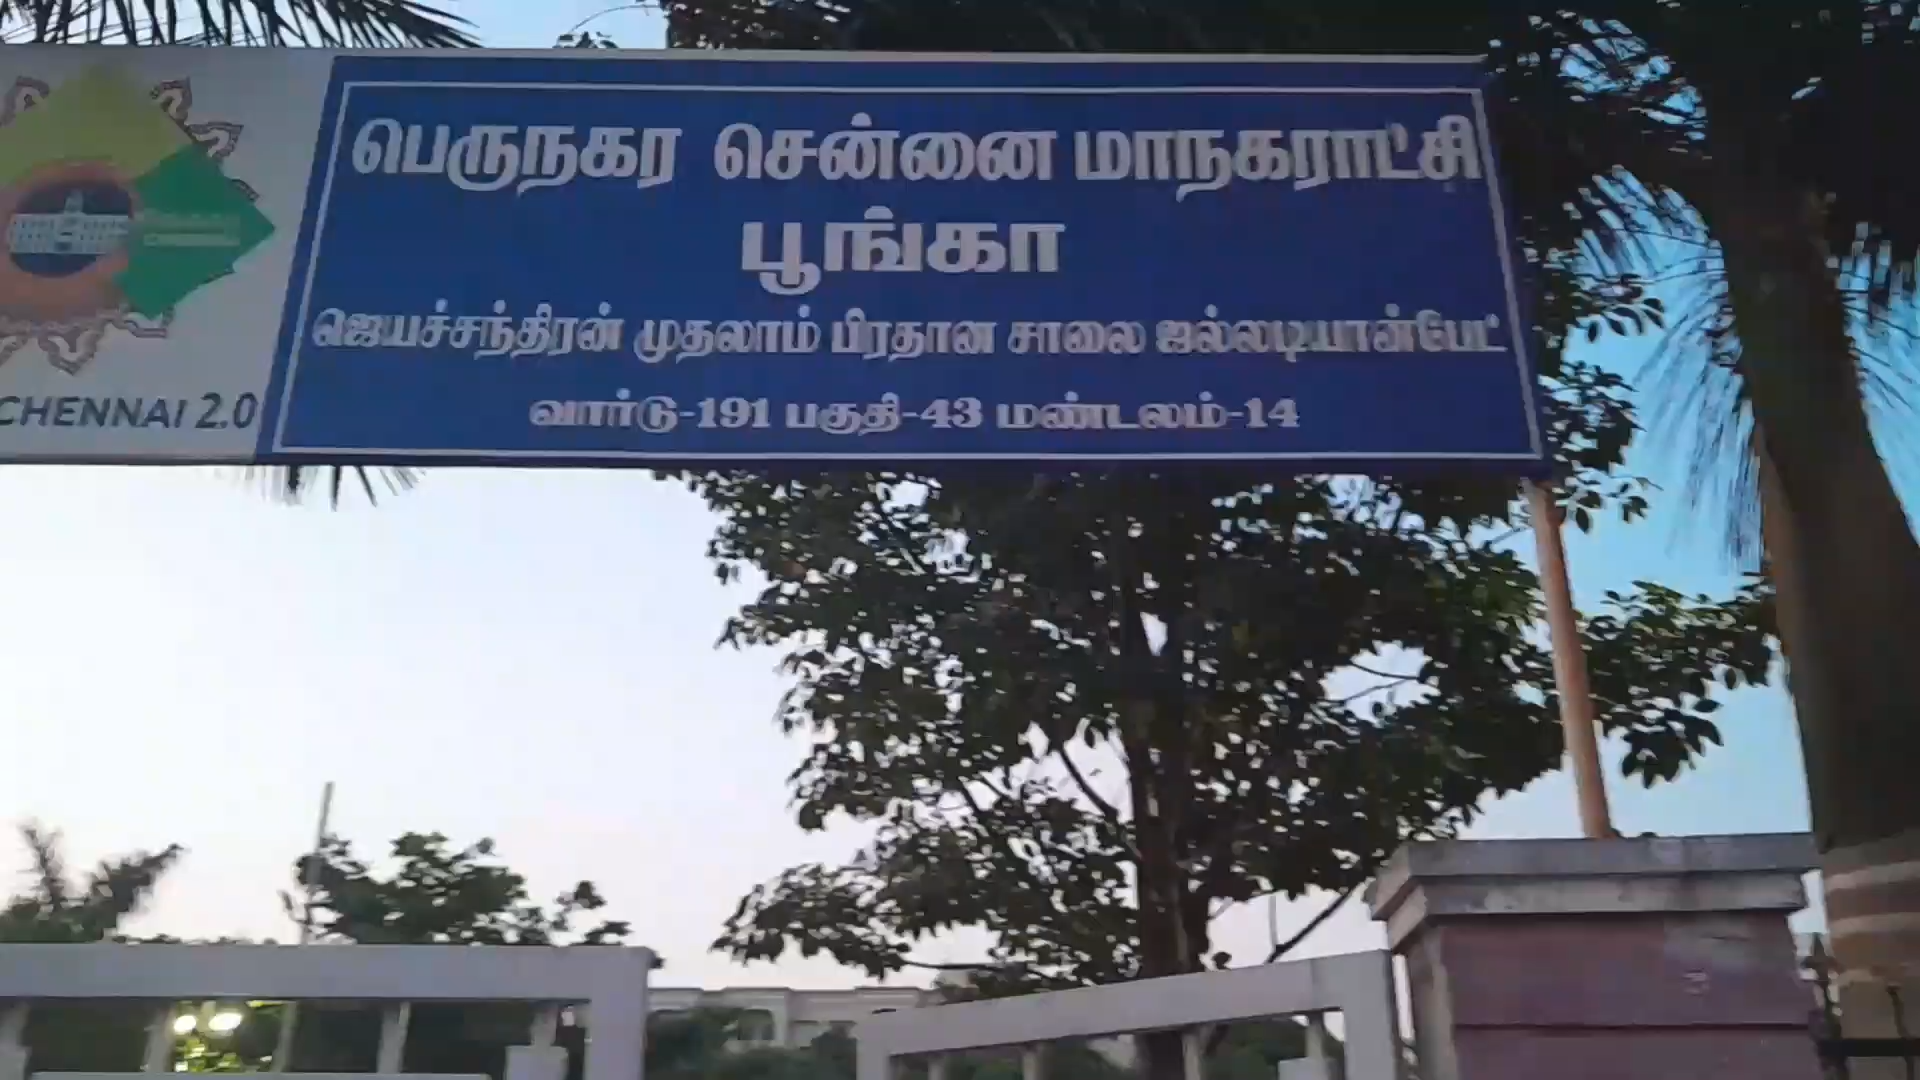 பெருநகர சென்னை மாநகராட்சி
பூங்கா
ஜெயச்சந்திரன் முதலாம் பிரதான சாலை ஜல்லடியான்பேட்
வார்டு-191 பகுதி-43 மண்டலம்-14
CHENNAI 2.0